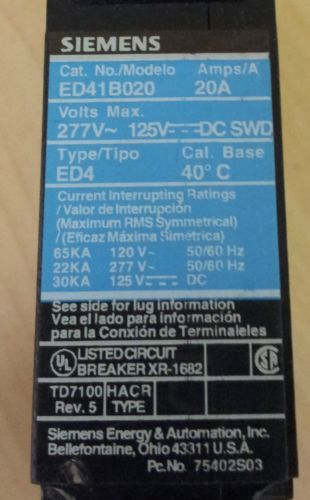 SIEMENS
Cat. No./Modelo Amps/A
ED41B020 20A
Volts Max.
277V~ 125V⎓DC SWD
Type/Tipo Cal. Base
ED4 40° C
Current Interrupting Ratings
/Valor de Interrupción
(Maximum RMS Symmetrical)
/(Eficaz Máxima Simetrica)
65KA 120 V~ 50/60 Hz
22KA 277 V~ 50/60 Hz
30KA 125 V⎓ DC
See side for lug information
Vea el lado para información
para la Conxión de Terminaleles
UL LISTED CIRCUIT BREAKER XR-1682 SA
TD7100 HACR
Rev. 5 TYPE
Siemens Energy & Automation, Inc.
Bellefontaine, Ohio 43311 U.S.A.
Pc.No. 75402S03